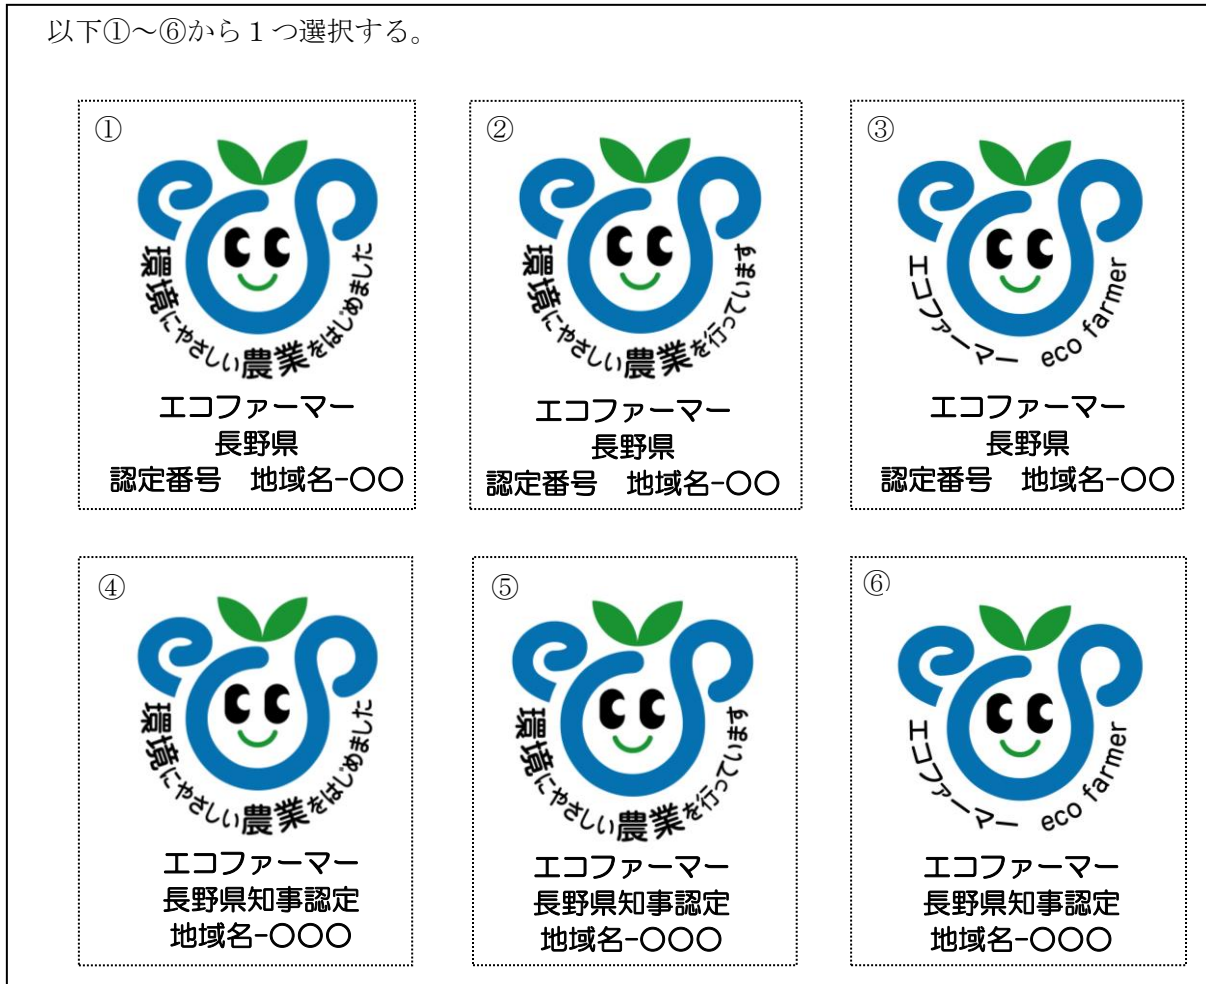 以下①～⑥から１つ選択する。
①
環境にやさしい農業をはじめました
エコファーマー
長野県
認定番号　地域名-〇〇
②
環境にやさしい農業を行っています
エコファーマー
長野県
認定番号　地域名-〇〇
③
エコファーマー eco farmer
エコファーマー
長野県
認定番号　地域名-〇〇
④
環境にやさしい農業をはじめました
エコファーマー
長野県知事認定
地域名-〇〇〇
⑤
環境にやさしい農業を行っています
エコファーマー
長野県知事認定
地域名-〇〇〇
⑥
エコファーマー eco farmer
エコファーマー
長野県知事認定
地域名-〇〇〇